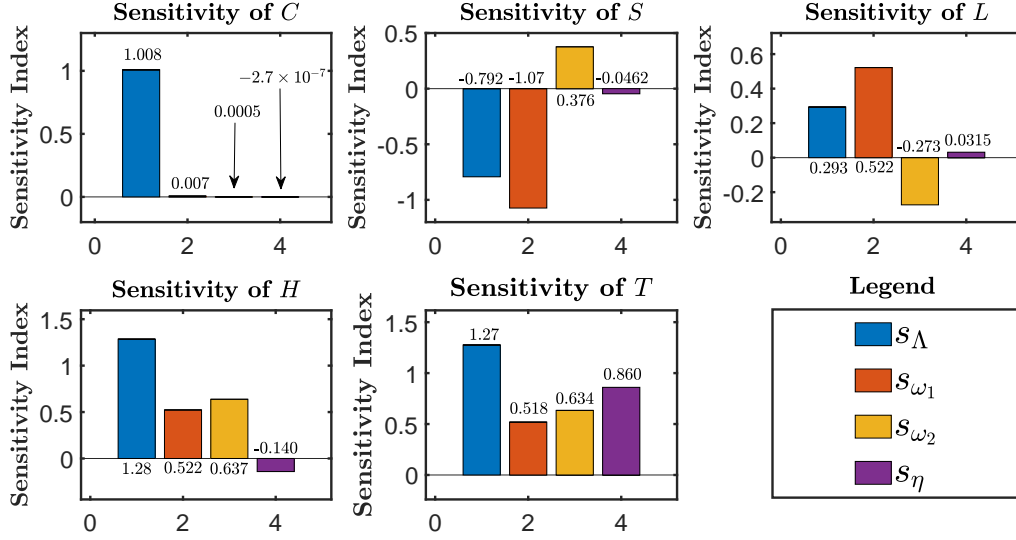 Sensitivity of C
Sensitivity Index
1
0.5
0
1.008
0.007
0.0005
−2.7 × 10⁻⁷
0 2 4
Sensitivity of S
Sensitivity Index
0.5
0
-0.5
-1
-0.792
-1.07
0.376
-0.0462
0 2 4
Sensitivity of L
Sensitivity Index
0.6
0.4
0.2
0
-0.2
0.293
0.522
-0.273
0.0315
0 2 4
Sensitivity of H
Sensitivity Index
1.5
1
0.5
0
1.28
0.522
0.637
-0.140
0 2 4
Sensitivity of T
Sensitivity Index
1.5
1
0.5
0
1.27
0.518
0.634
0.860
0 2 4
Legend
s_Λ
s_ω₁
s_ω₂
s_η